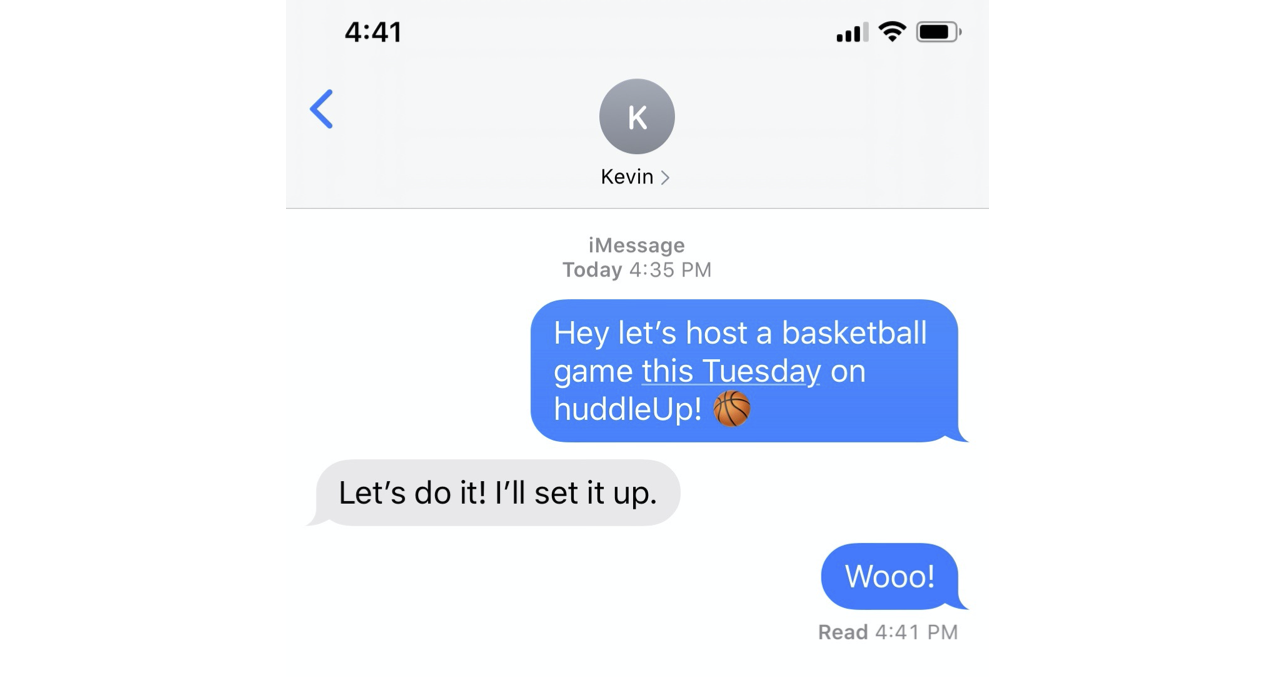 4:41
K
Kevin
iMessage
Today 4:35 PM
Hey let’s host a basketball
game this Tuesday on
huddleUp! 🏀
Let’s do it! I’ll set it up.
Wooo!
Read 4:41 PM